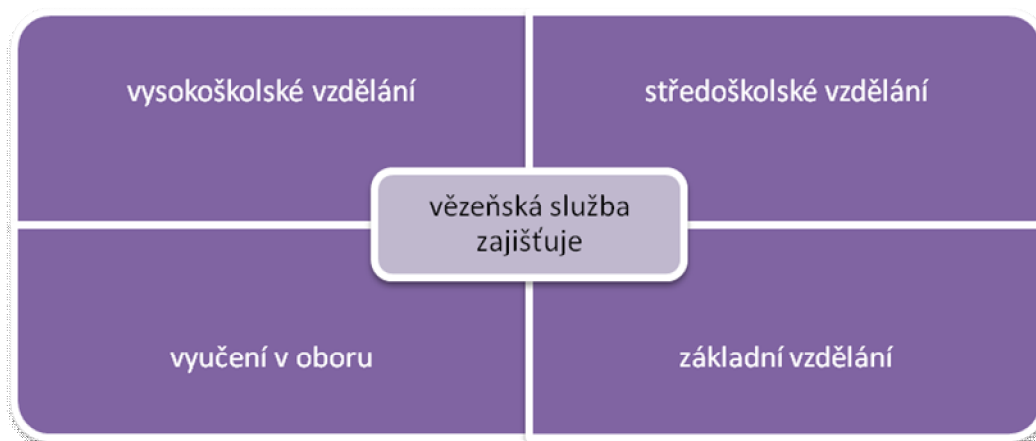 vysokoškolské vzdělání
středoškolské vzdělání
vězeňská služba
zajišťuje
vyučení v oboru
základní vzdělání